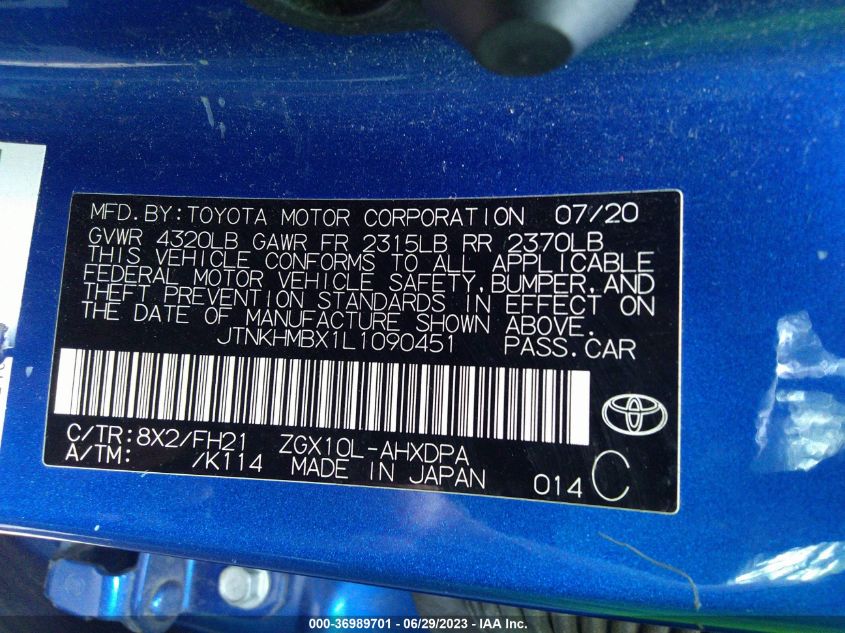 MFD.BY:TOYOTA MOTOR CORPORATION 07/20
GVWR 4320LB GAWR FR 2315LB RR 2370LB
THIS VEHICLE CONFORMS TO ALL APPLICABLE
FEDERAL MOTOR VEHICLE SAFETY,BUMPER,AND
THEFT PREVENTION STANDARDS IN EFFECT ON
THE DATE OF MANUFACTURE SHOWN ABOVE.
JTNKHMBX1L1090451 PASS.CAR
C/TR:8X2/FH21 ZGX10L-AHXDPA
A/TM: /K114 MADE IN JAPAN 014 C
000-36989701 - 06/29/2023 - IAA Inc.